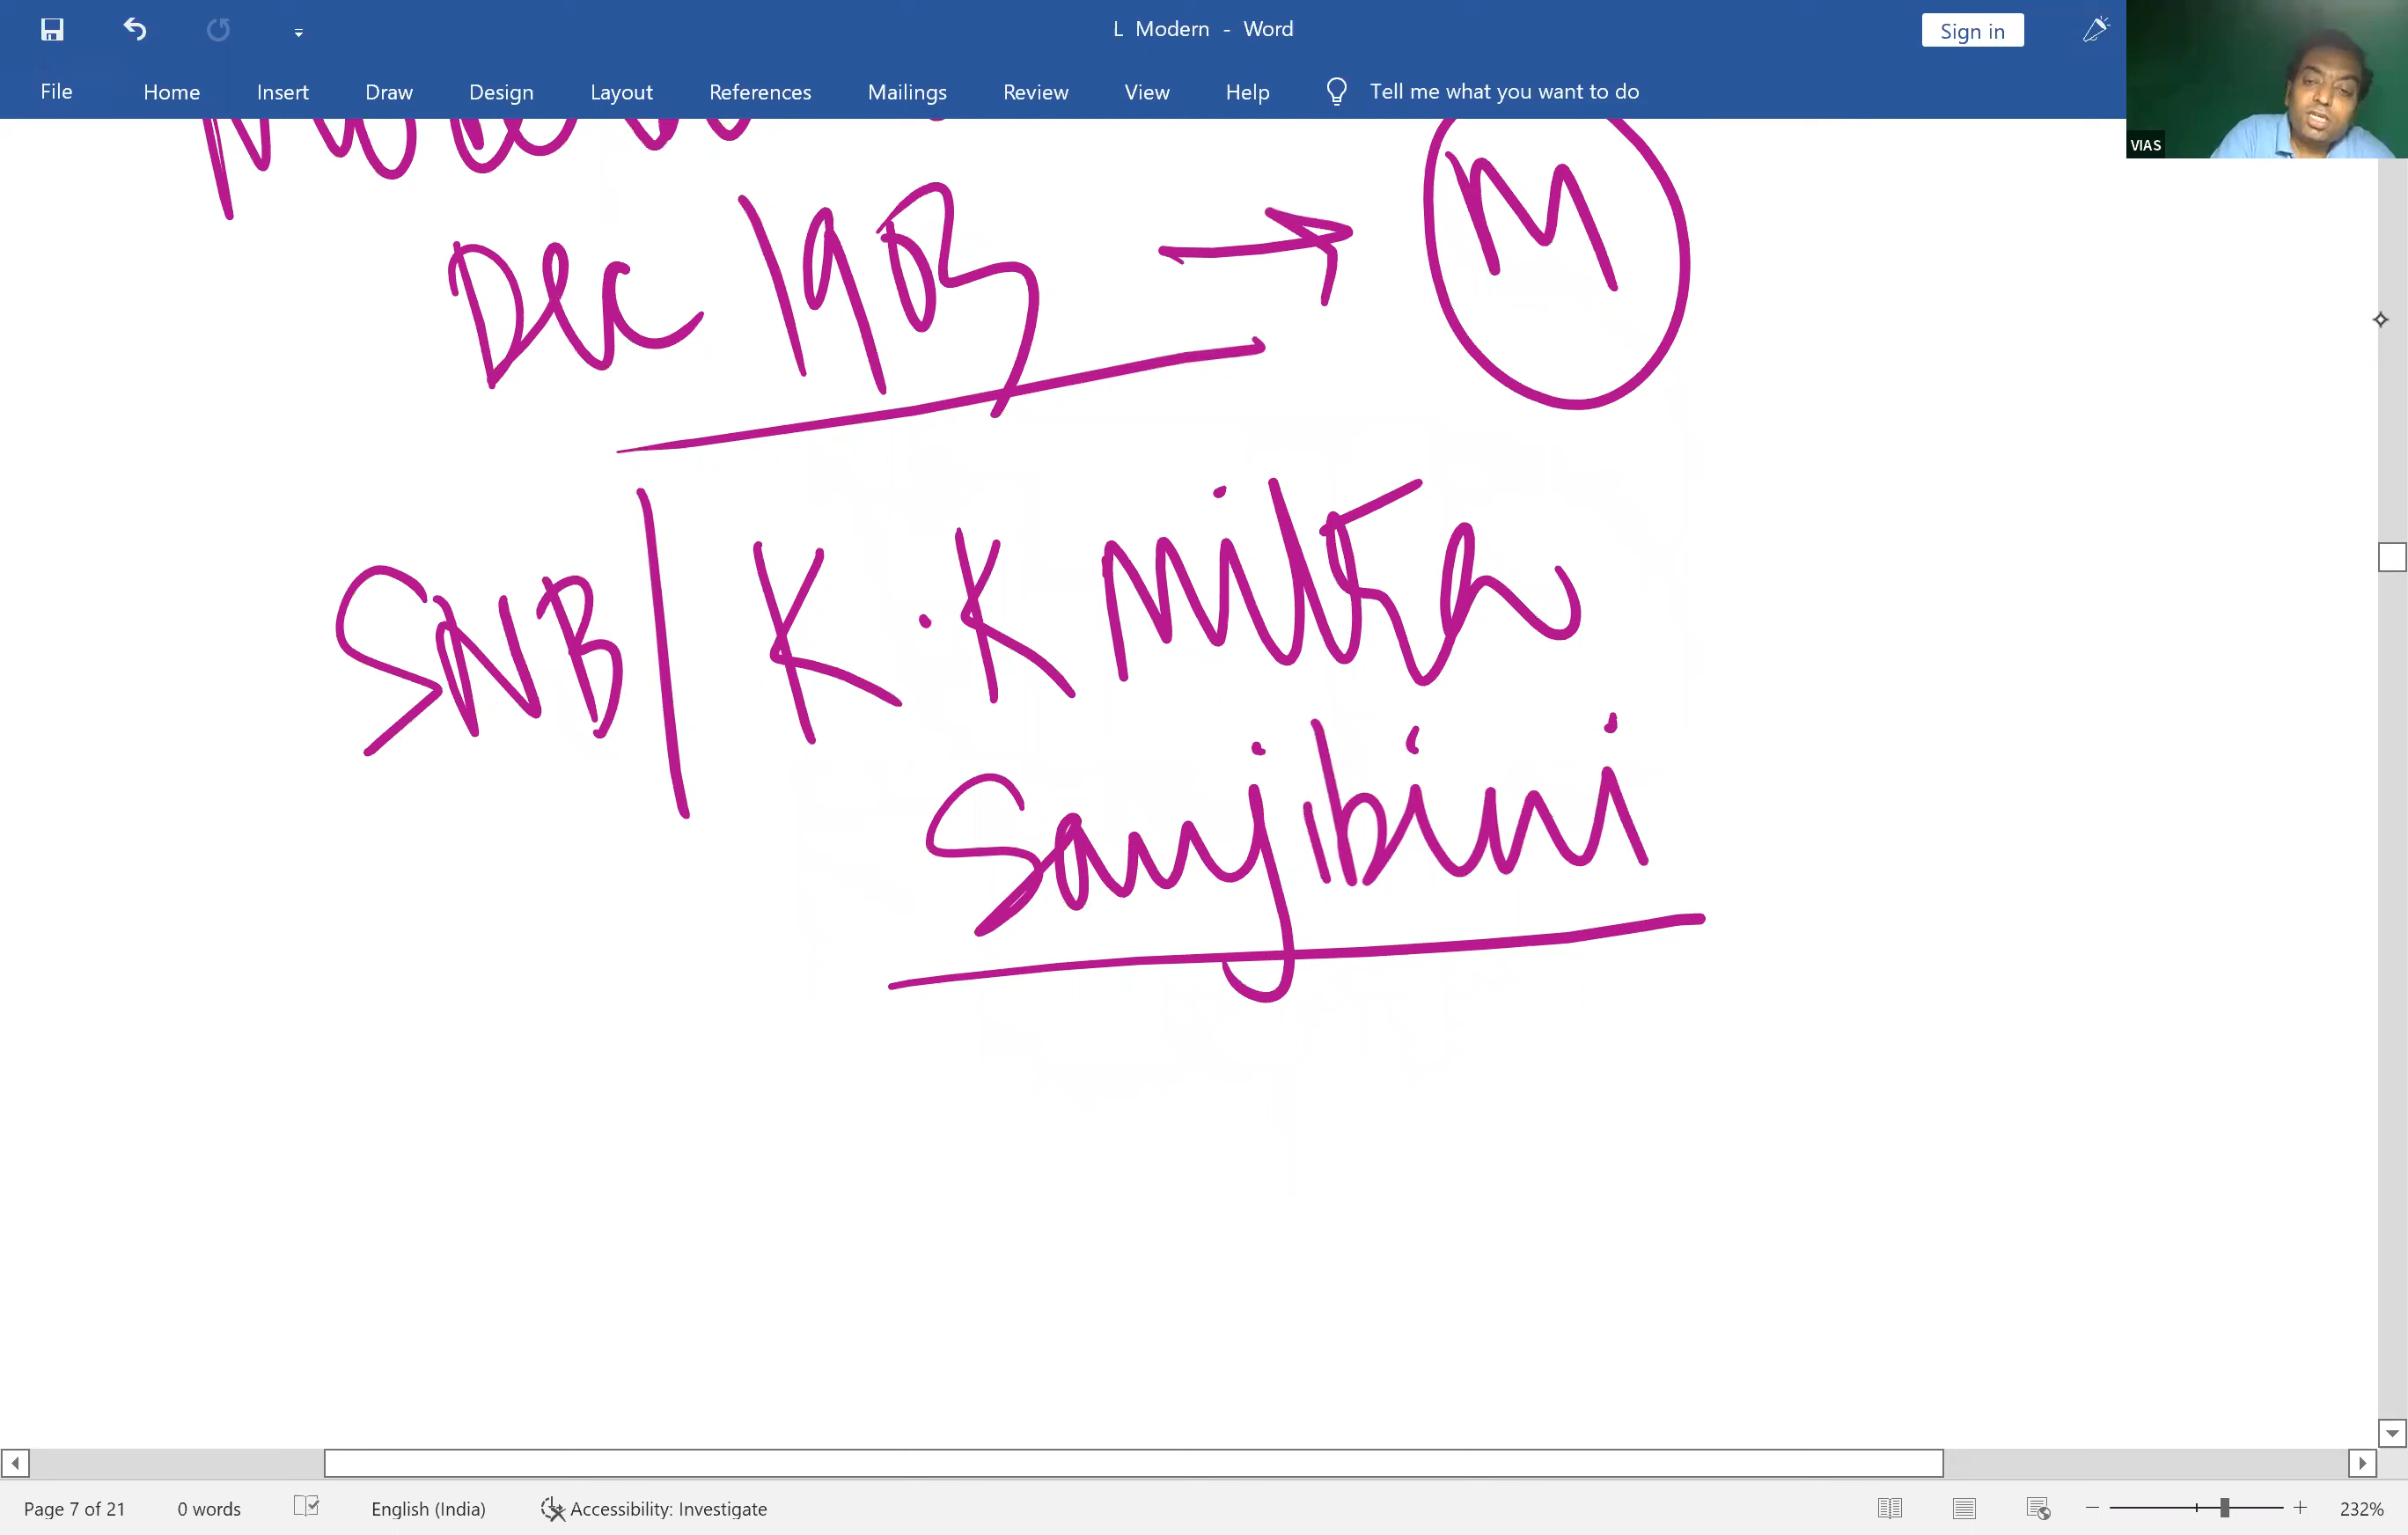 L Modern - Word
Sign in
VIAS
File Home Insert Draw Design Layout References Mailings Review View Help Tell me what you want to do
Dec 1903 → M
SNB / K.K Mitra
Sanjibini
Page 7 of 21 0 words English (India) Accessibility: Investigate 232%